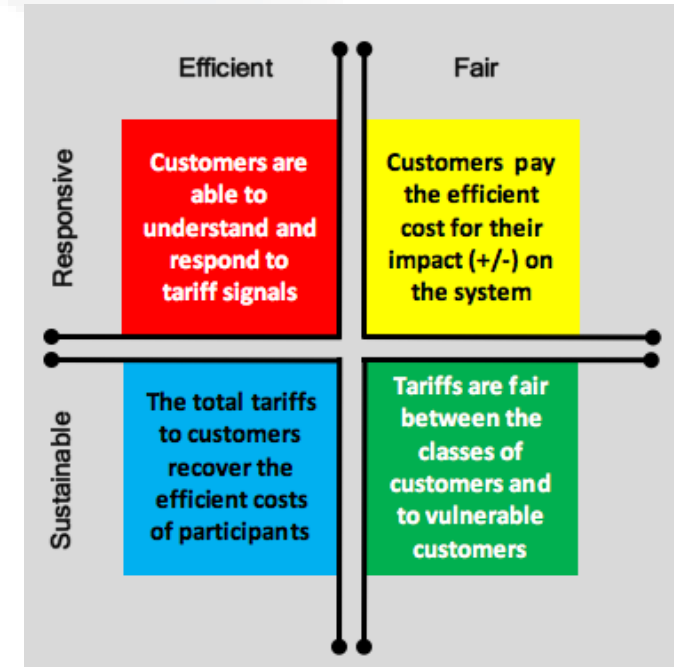 Efficient
Fair
Responsive
Customers are
able to
understand and
respond to
tariff signals
Customers pay
the efficient
cost for their
impact (+/-) on
the system
Sustainable
The total tariffs
to customers
recover the
efficient costs
of participants
Tariffs are fair
between the
classes of
customers and
to vulnerable
customers